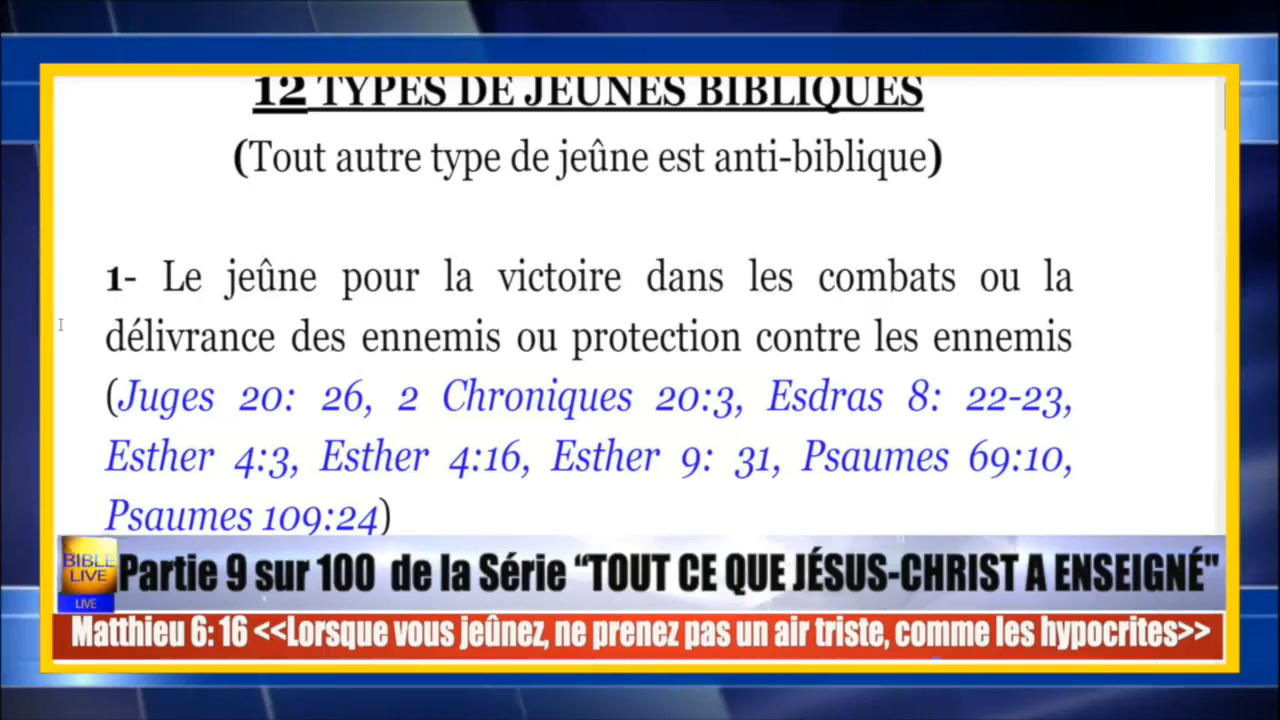 12 TYPES DE JEÛNES BIBLIQUES
(Tout autre type de jeûne est anti-biblique)
1- Le jeûne pour la victoire dans les combats ou la
délivrance des ennemis ou protection contre les ennemis
(Juges 20: 26, 2 Chroniques 20:3, Esdras 8: 22-23,
Esther 4:3, Esther 4:16, Esther 9: 31, Psaumes 69:10,
Psaumes 109:24)
BIBLE
LIVE
LIVE
Partie 9 sur 100 de la Série “TOUT CE QUE JÉSUS-CHRIST A ENSEIGNÉ"
Matthieu 6: 16 <<Lorsque vous jeûnez, ne prenez pas un air triste, comme les hypocrites>>